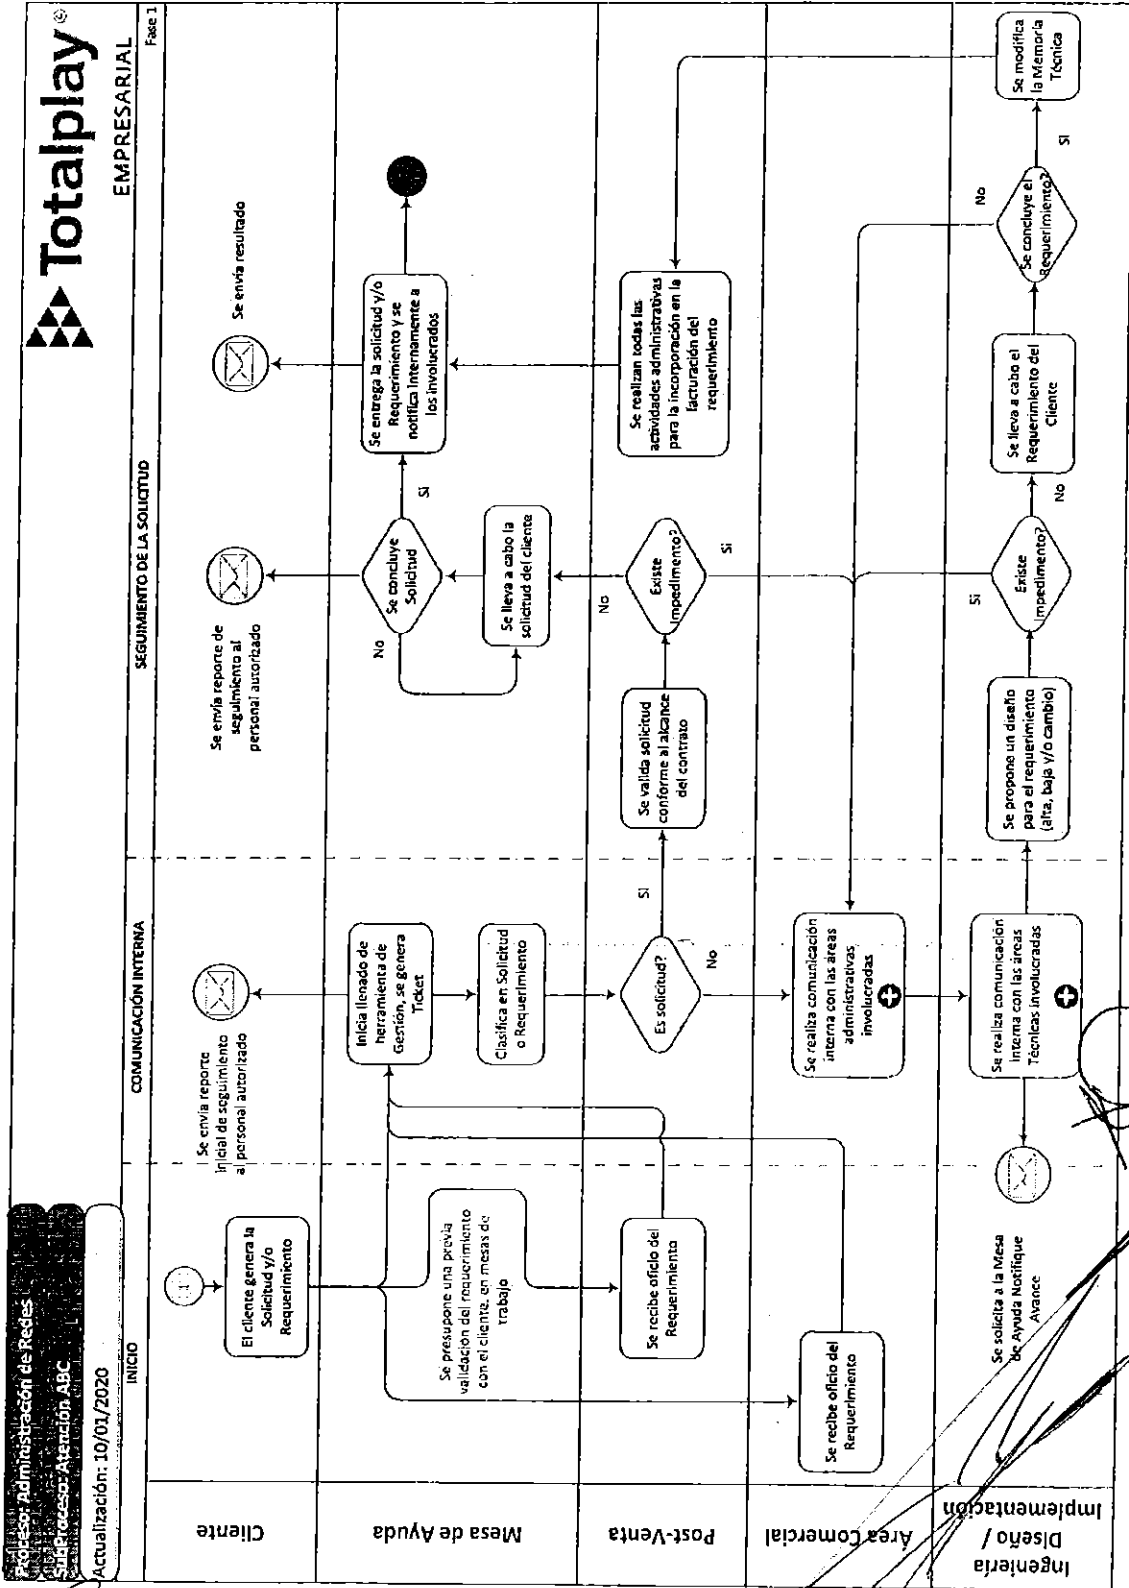 Proceso: Administración de Redes
Subproceso: Atención ABC
Actualización: 10/01/2020
Totalplay
EMPRESARIAL
INICIO
COMUNICACIÓN INTERNA
SEGUIMIENTO DE LA SOLICITUD
Fase 1
Cliente
El cliente genera la
Solicitud y/o
Requerimiento
Se envia reporte
inicial de seguimiento
al personal autorizado
Se envia reporte de
seguimiento al
personal autorizado
Se envia resultado
Mesa de Ayuda
Se presupone una previa
validación del requerimiento
con el cliente, en mesas de
trabajo
Inicia llenado de
herramienta de
Gestión, se genera
Ticket
Clasifica en Solicitud
o Requerimiento
No
Se concluye
Solicitud
Si
Se lleva a cabo la
solicitud del cliente
Se entrega la solicitud y/o
Requerimiento y se
notifica Internamente a
los involucrados
Post-Venta
Se recibe oficio del
Requerimiento
Es solicitud?
Si
No
Se valida solicitud
conforme al alcance
del contrato
No
Existe
Impedimento?
Si
Se realizan todas las
actividades administrativas
para la incorporación en la
facturación del
requerimiento
Área Comercial
Se recibe oficio del
Requerimiento
Se realiza comunicación
interna con las áreas
administrativas
involucradas
Ingeniería
Diseño /
Implementación
Se solicita a la Mesa
de Ayuda Notifique
Avance
Se realiza comunicación
interna con las áreas
Técnicas involucradas
Se propone un diseño
para el requerimiento
(alta, baja y/o cambio)
Si
Existe
Impedimento?
No
Se lleva a cabo el
Requerimiento del
Cliente
No
Se concluye el
Requerimiento?
Si
Se modifica
la Memoria
Técnica